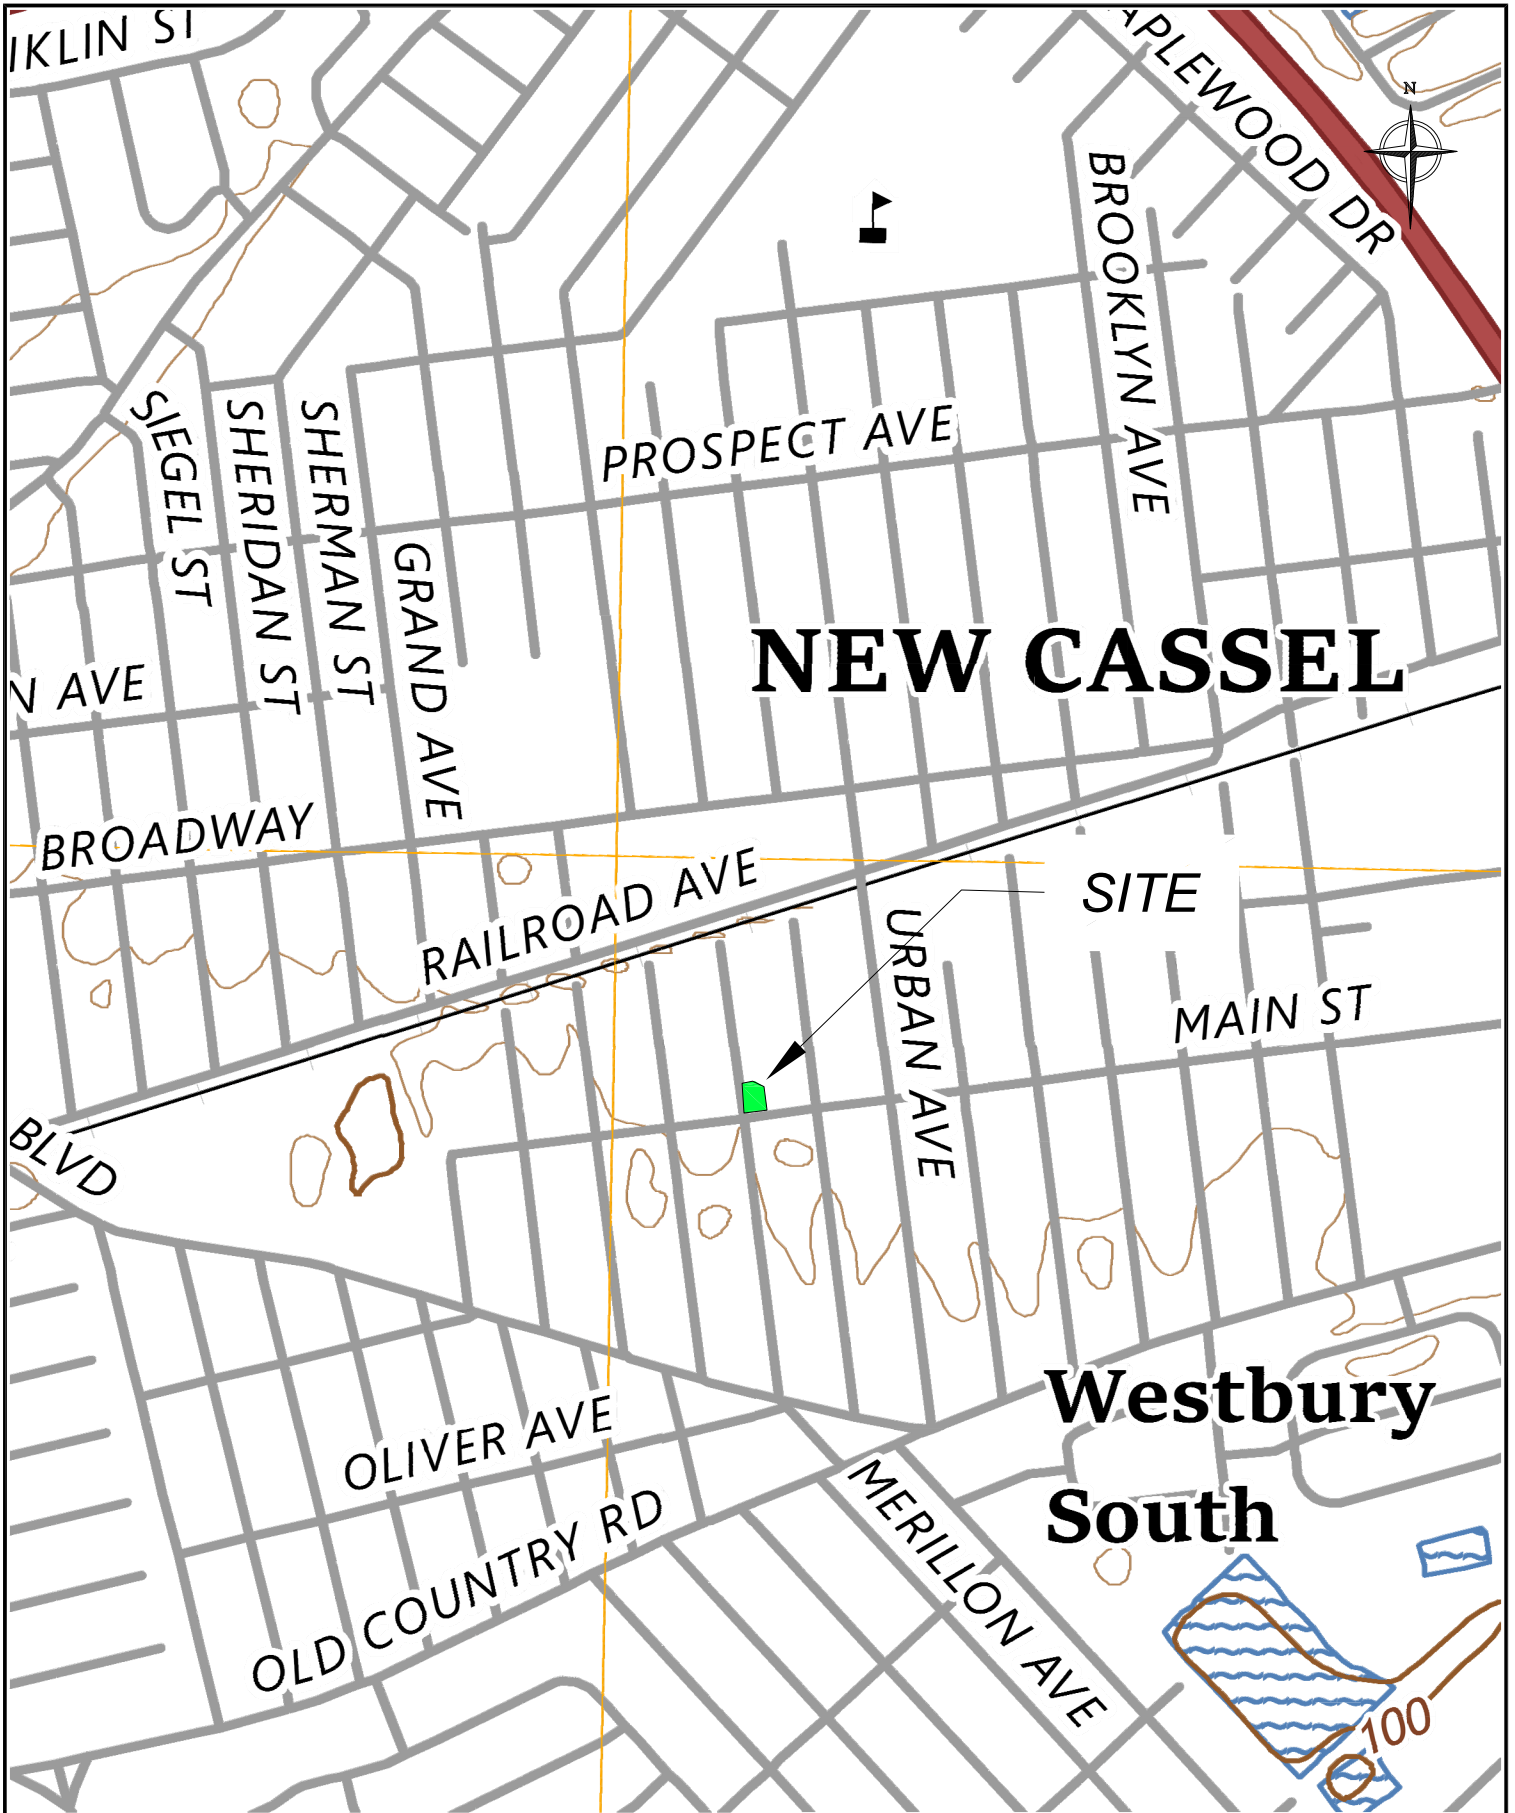 IKLIN ST
APLEWOOD DR
N
BROOKLYN AVE
SIEGEL ST
SHERIDAN ST
SHERMAN ST
PROSPECT AVE
GRAND AVE
NEW CASSEL
N AVE
BROADWAY
RAILROAD AVE
SITE
URBAN AVE
MAIN ST
BLVD
Westbury
South
OLIVER AVE
OLD COUNTRY RD
MERILLON AVE
100